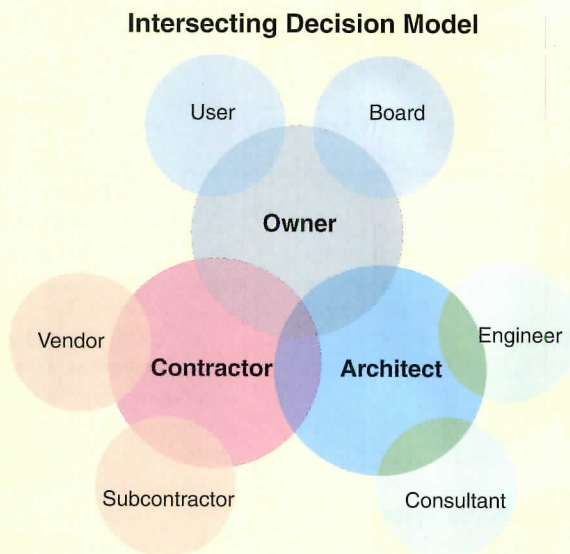 Intersecting Decision Model
User
Board
Owner
Vendor
Contractor
Architect
Engineer
Subcontractor
Consultant